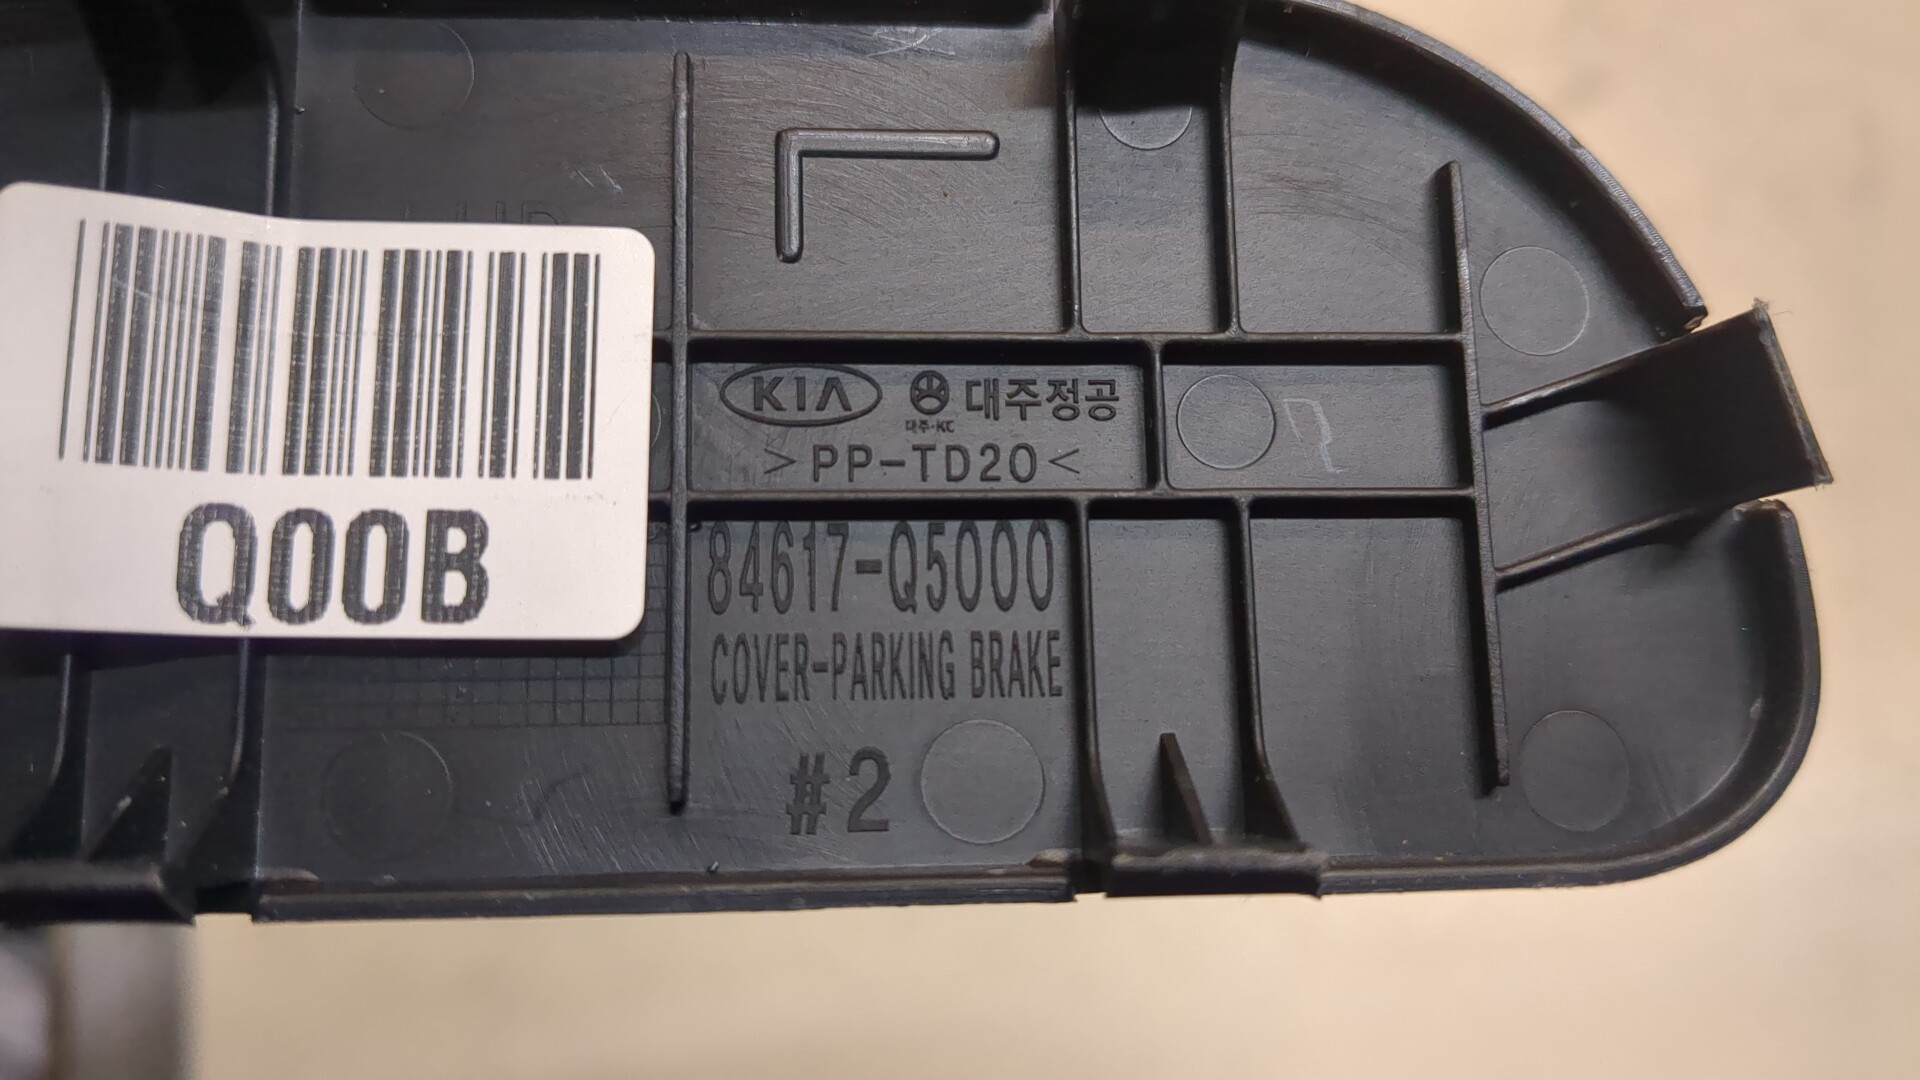 KIA 대주정공
대주·KC
>PP-TD20<
Q00B
84617-Q5000
COVER-PARKING BRAKE
#2